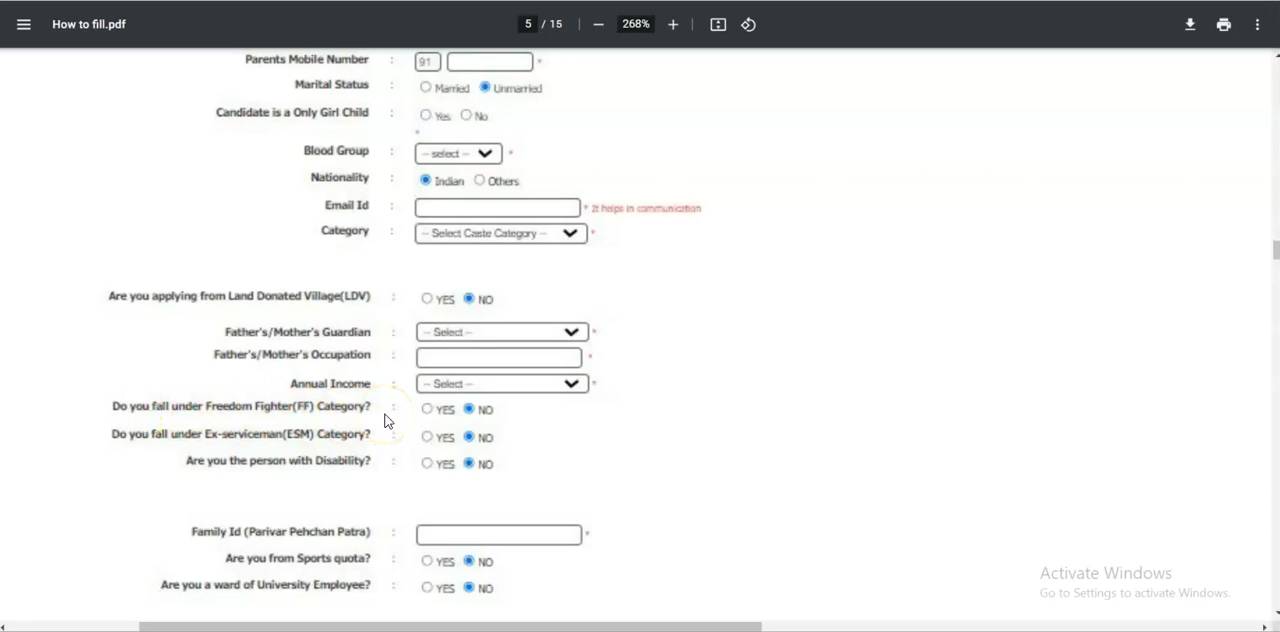 How to fill.pdf 5 / 15 268%
Parents Mobile Number : 91 *
Marital Status : Married Unmarried
Candidate is a Only Girl Child : Yes No
*
Blood Group : -- select -- *
Nationality : Indian Others
Email Id : * It helps in communication
Category : -- Select Caste Category -- *
Are you applying from Land Donated Village(LDV) : YES NO
Father's/Mother's Guardian : -- Select -- *
Father's/Mother's Occupation : *
Annual Income : -- Select -- *
Do you fall under Freedom Fighter(FF) Category? : YES NO
Do you fall under Ex-serviceman(ESM) Category? : YES NO
Are you the person with Disability? : YES NO
Family Id (Parivar Pehchan Patra) : *
Are you from Sports quota? : YES NO
Are you a ward of University Employee? : YES NO
Activate Windows
Go to Settings to activate Windows.